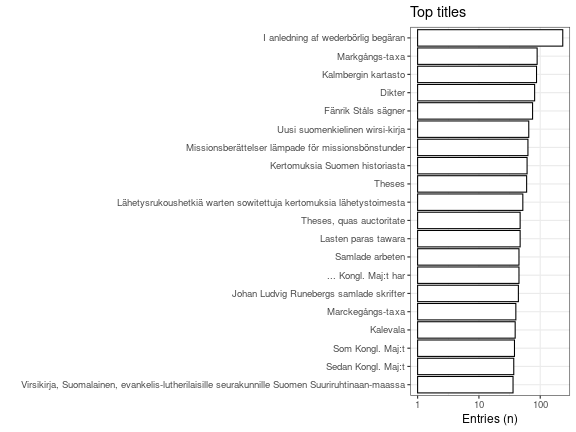 Top titles
I anledning af wederbörlig begäran
Markgångs-taxa
Kalmbergin kartasto
Dikter
Fänrik Ståls sägner
Uusi suomenkielinen wirsi-kirja
Missionsberättelser lämpade för missionsbönstunder
Kertomuksia Suomen historiasta
Theses
Lähetysrukoushetkiä warten sowitettuja kertomuksia lähetystoimesta
Theses, quas auctoritate
Lasten paras tawara
Samlade arbeten
... Kongl. Maj:t har
Johan Ludvig Runebergs samlade skrifter
Marckegångs-taxa
Kalevala
Som Kongl. Maj:t
Sedan Kongl. Maj:t
Virsikirja, Suomalainen, evankelis-lutherilaisille seurakunnille Suomen Suuriruhtinaan-maassa
1 10 100
Entries (n)